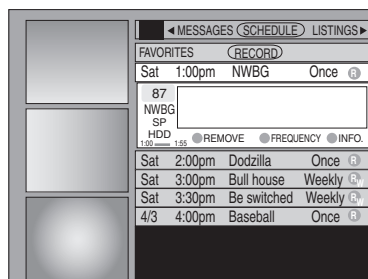 ◀ MESSAGES SCHEDULE LISTINGS ▶
FAVORITES RECORD
Sat 1:00pm NWBG Once R
87
NWBG
SP
HDD
1:00 1:55 REMOVE FREQUENCY INFO.
Sat 2:00pm Dodzilla Once R
Sat 3:00pm Bull house Weekly RW
Sat 3:30pm Be switched Weekly RW
4/3 4:00pm Baseball Once R